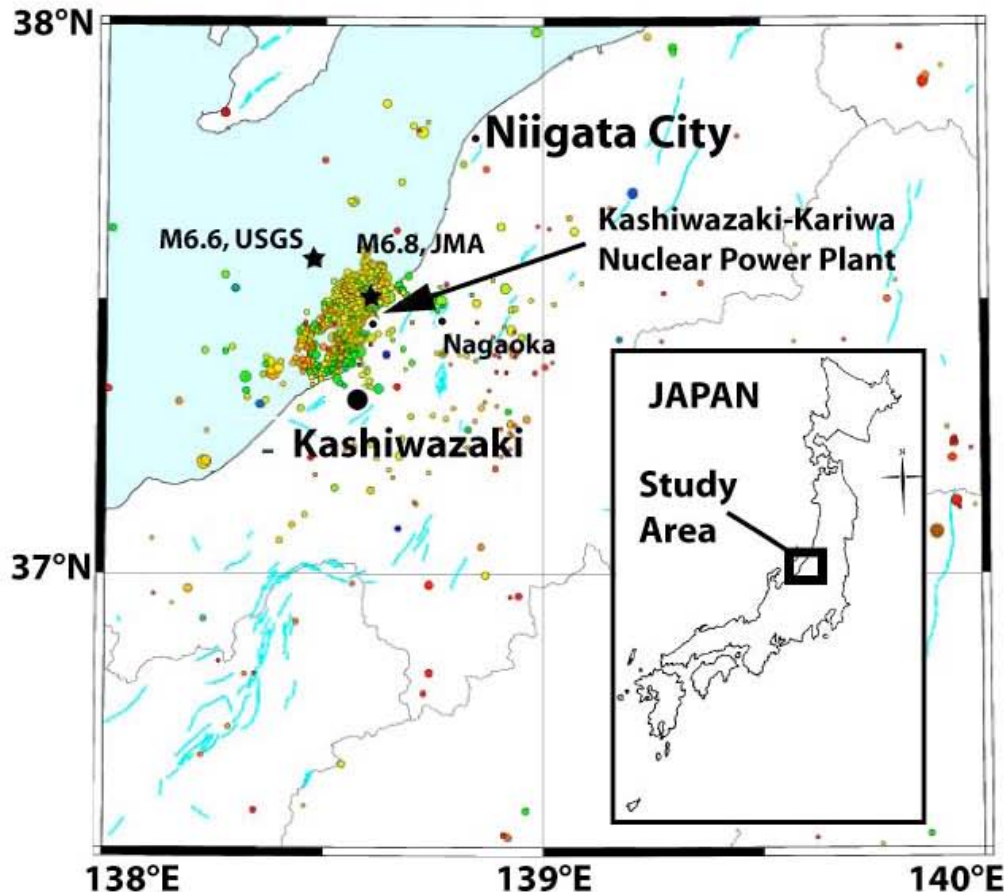 38°N
Niigata City
M6.6, USGS
M6.8, JMA
Kashiwazaki-Kariwa
Nuclear Power Plant
Nagaoka
Kashiwazaki
JAPAN
N
Study
Area
37°N
138°E
139°E
140°E